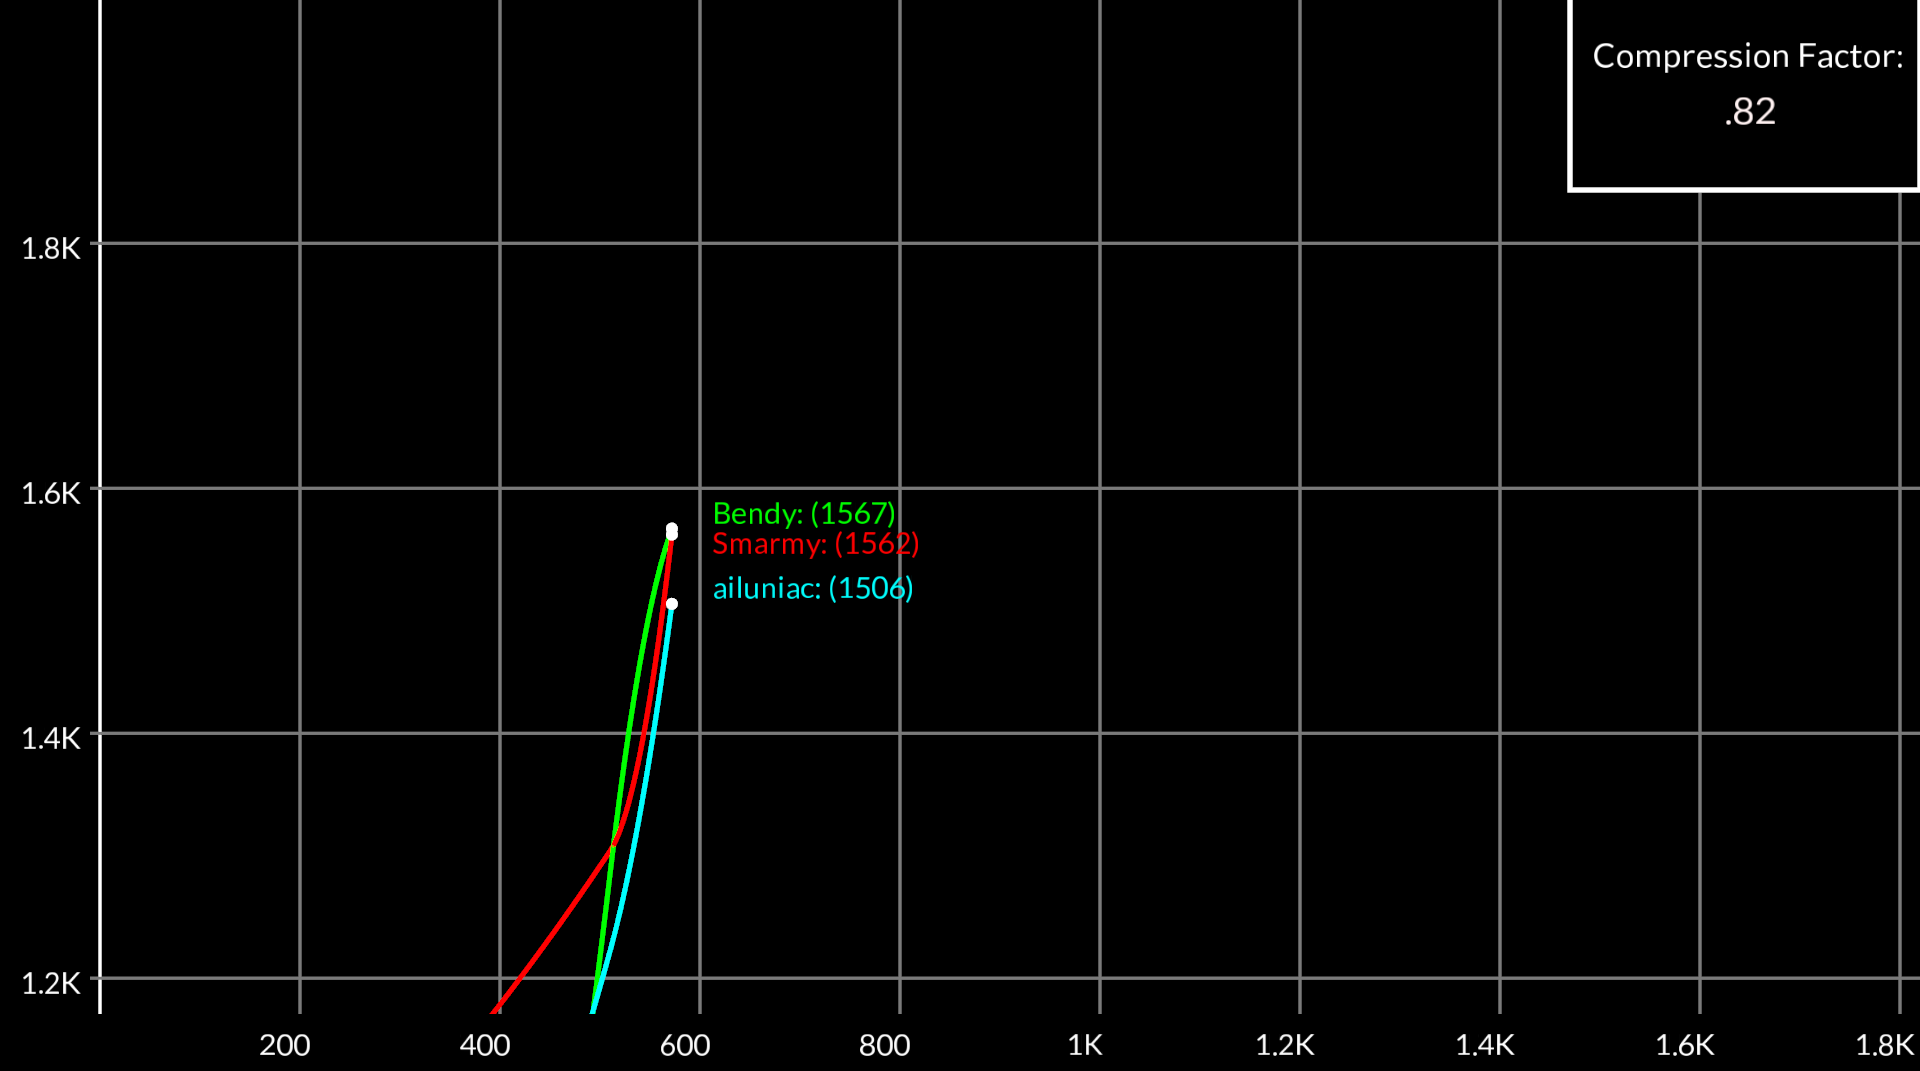 Compression Factor:
.82
1.8K
1.6K
Bendy: (1567)
Smarmy: (1562)
ailuniac: (1506)
1.4K
1.2K
200 400 600 800 1K 1.2K 1.4K 1.6K 1.8K